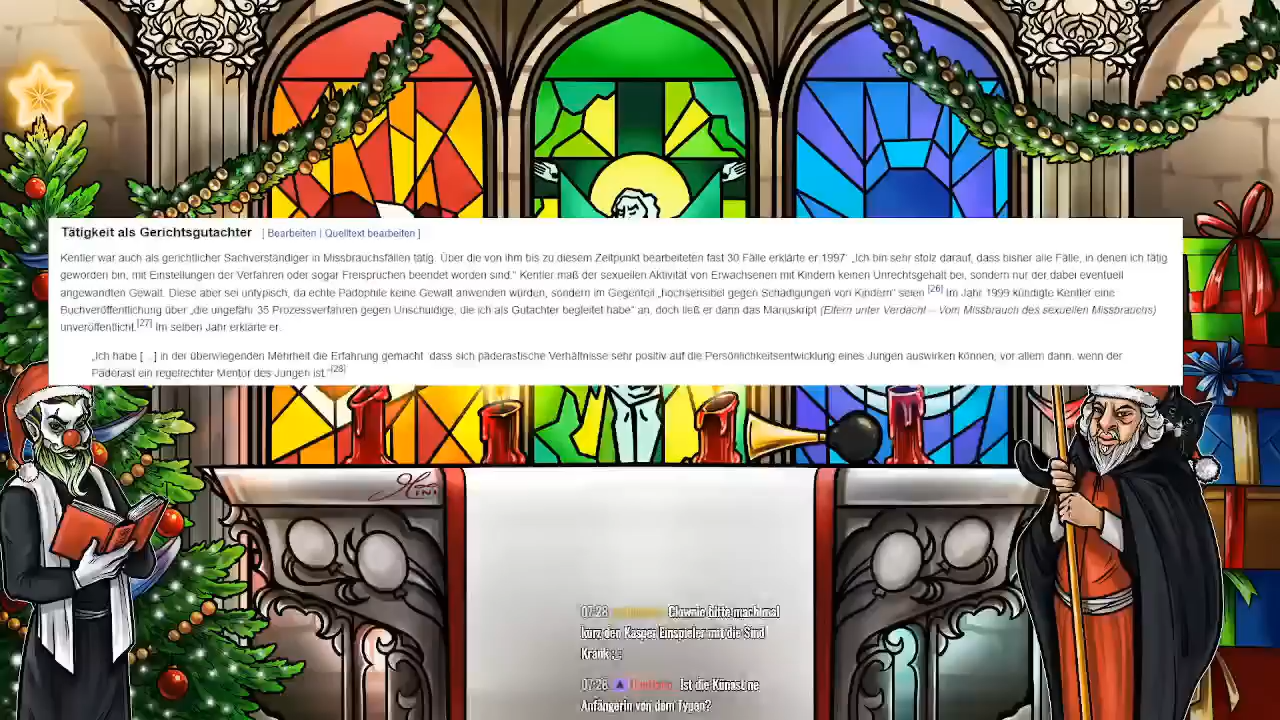 Tätigkeit als Gerichtsgutachter [ Bearbeiten | Quelltext bearbeiten ]
Kentler war auch als gerichtlicher Sachverständiger in Missbrauchsfällen tätig. Über die von ihm bis zu diesem Zeitpunkt bearbeiteten fast 30 Fälle erklärte er 1997: „Ich bin sehr stolz darauf, dass bisher alle Fälle, in denen ich tätig
geworden bin, mit Einstellungen der Verfahren oder sogar Freisprüchen beendet worden sind.“ Kentler maß der sexuellen Aktivität von Erwachsenen mit Kindern keinen Unrechtsgehalt bei, sondern nur der dabei eventuell
angewandten Gewalt. Diese aber sei untypisch, da echte Pädophile keine Gewalt anwenden würden, sondern im Gegenteil „hochsensibel gegen Schädigungen von Kindern“ seien.[26] Im Jahr 1999 kündigte Kentler eine
Buchveröffentlichung über „die ungefähr 35 Prozessverfahren gegen Unschuldige, die ich als Gutachter begleitet habe“ an, doch ließ er dann das Manuskript (Eltern unter Verdacht – Vom Missbrauch des sexuellen Missbrauchs)
unveröffentlicht.[27] Im selben Jahr erklärte er:
„Ich habe […] in der überwiegenden Mehrheit die Erfahrung gemacht, dass sich päderastische Verhältnisse sehr positiv auf die Persönlichkeitsentwicklung eines Jungen auswirken können, vor allem dann, wenn der
Päderast ein regelrechter Mentor des Jungen ist.“[28]
07:28 Clownie bitte machmal
kurz den Kasper Einspieler mit die Sind
Krank
07:28 Ist die Künast ne
Anfängerin von dem Typen?